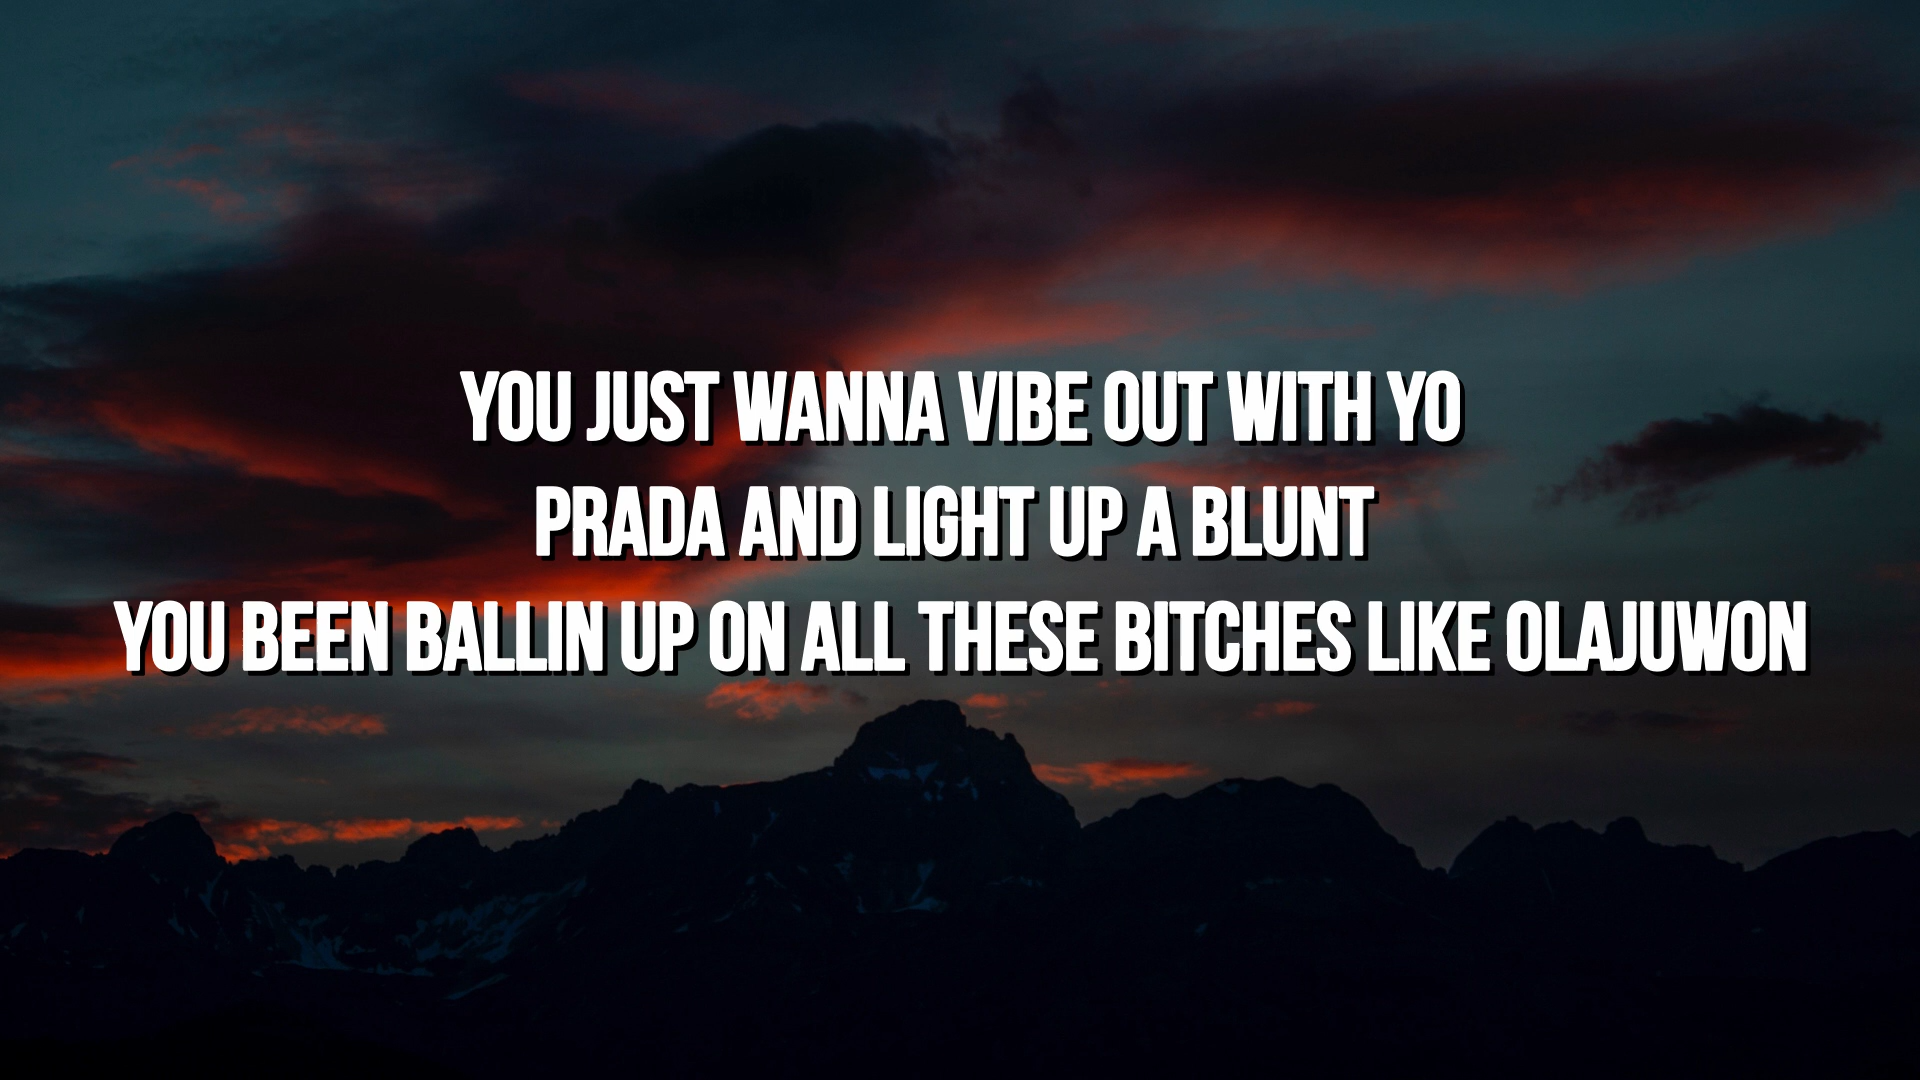 YOU JUST WANNA VIBE OUT WITH YO
PRADA AND LIGHT UP A BLUNT
YOU BEEN BALLIN UP ON ALL THESE BITCHES LIKE OLAJUWON